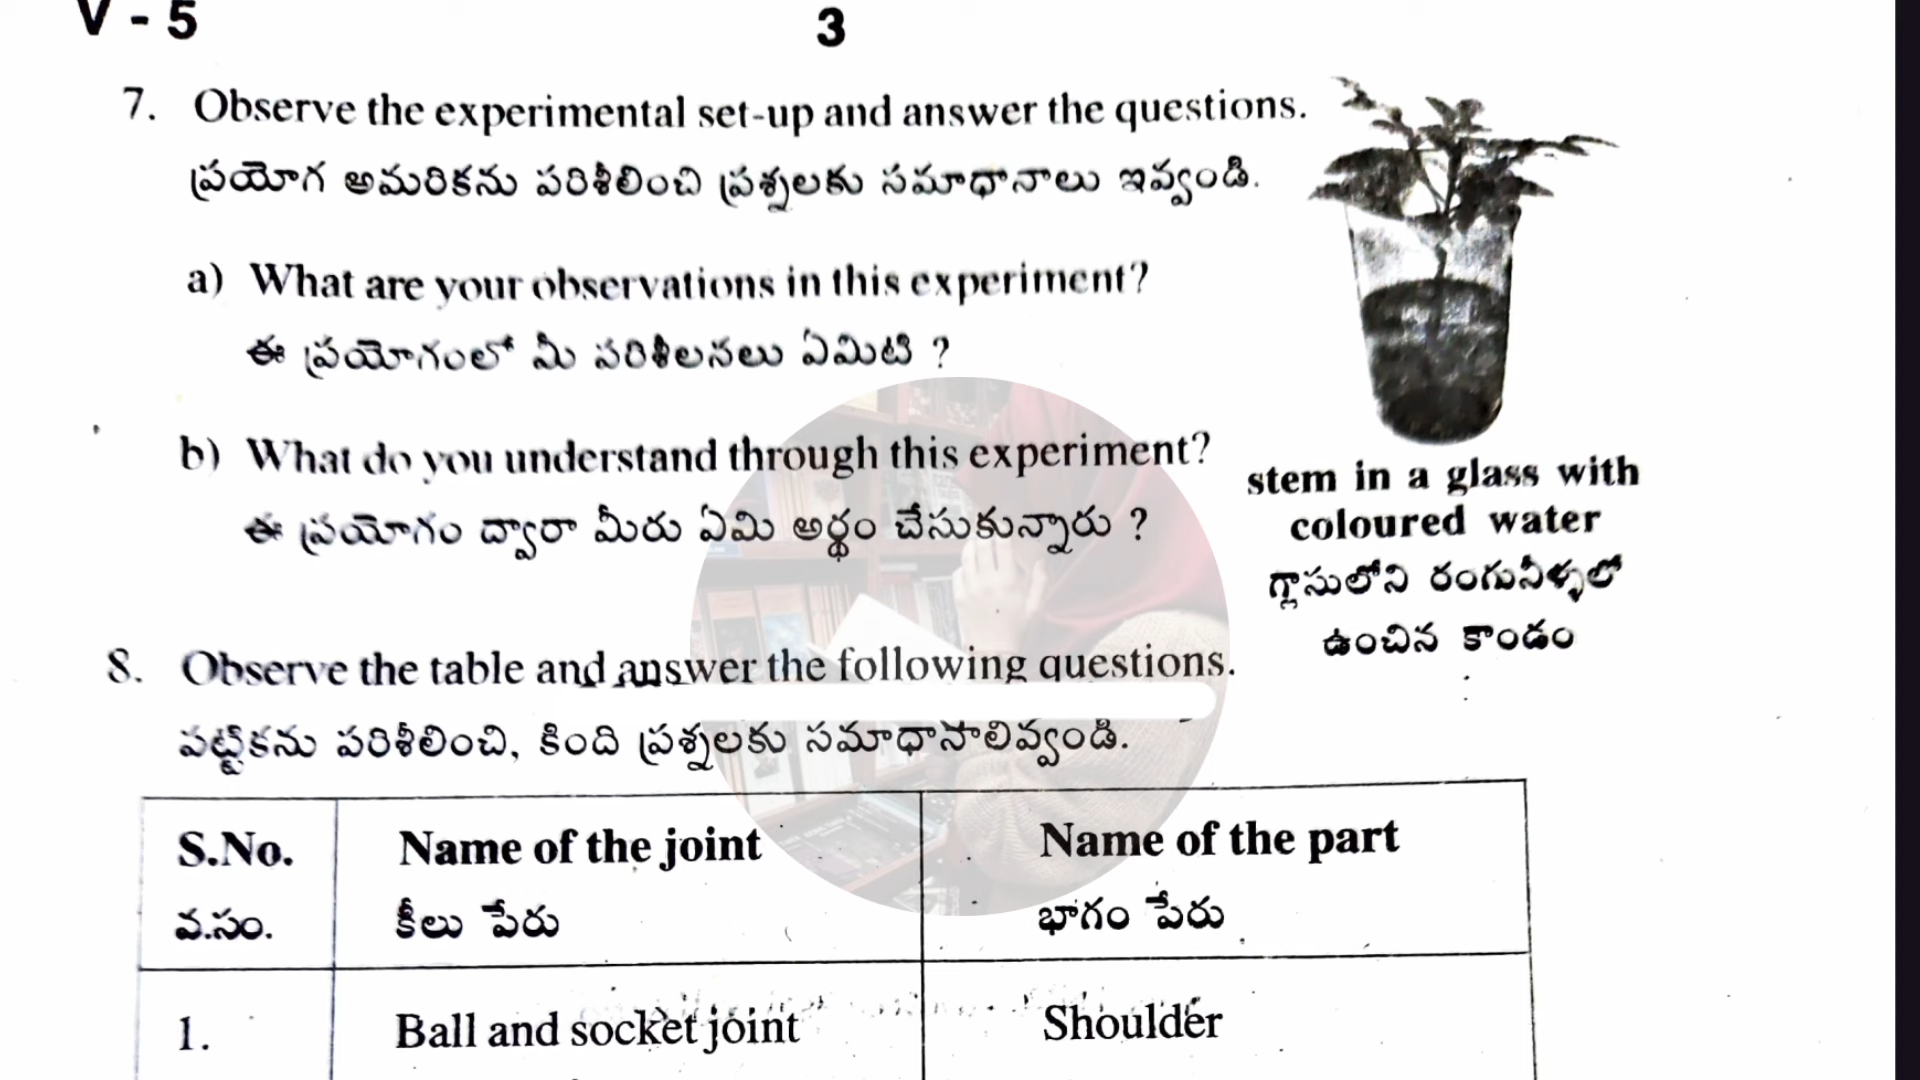 V - 5
3
7. Observe the experimental set-up and answer the questions.
ప్రయోగ అమరికను పరిశీలించి ప్రశ్నలకు సమాధానాలు ఇవ్వండి.
a) What are your observations in this experiment?
ఈ ప్రయోగంలో మీ పరిశీలనలు ఏమిటి ?
b) What do you understand through this experiment?
ఈ ప్రయోగం ద్వారా మీరు ఏమి అర్థం చేసుకున్నారు ?
stem in a glass with
coloured water
గ్లాసులోని రంగునీళ్ళలో
ఉంచిన కాండం
8. Observe the table and answer the following questions.
పట్టికను పరిశీలించి, కింది ప్రశ్నలకు సమాధానాలివ్వండి.
S.No. Name of the joint Name of the part
వ.సం. కీలు పేరు భాగం పేరు
1. Ball and socket joint Shoulder